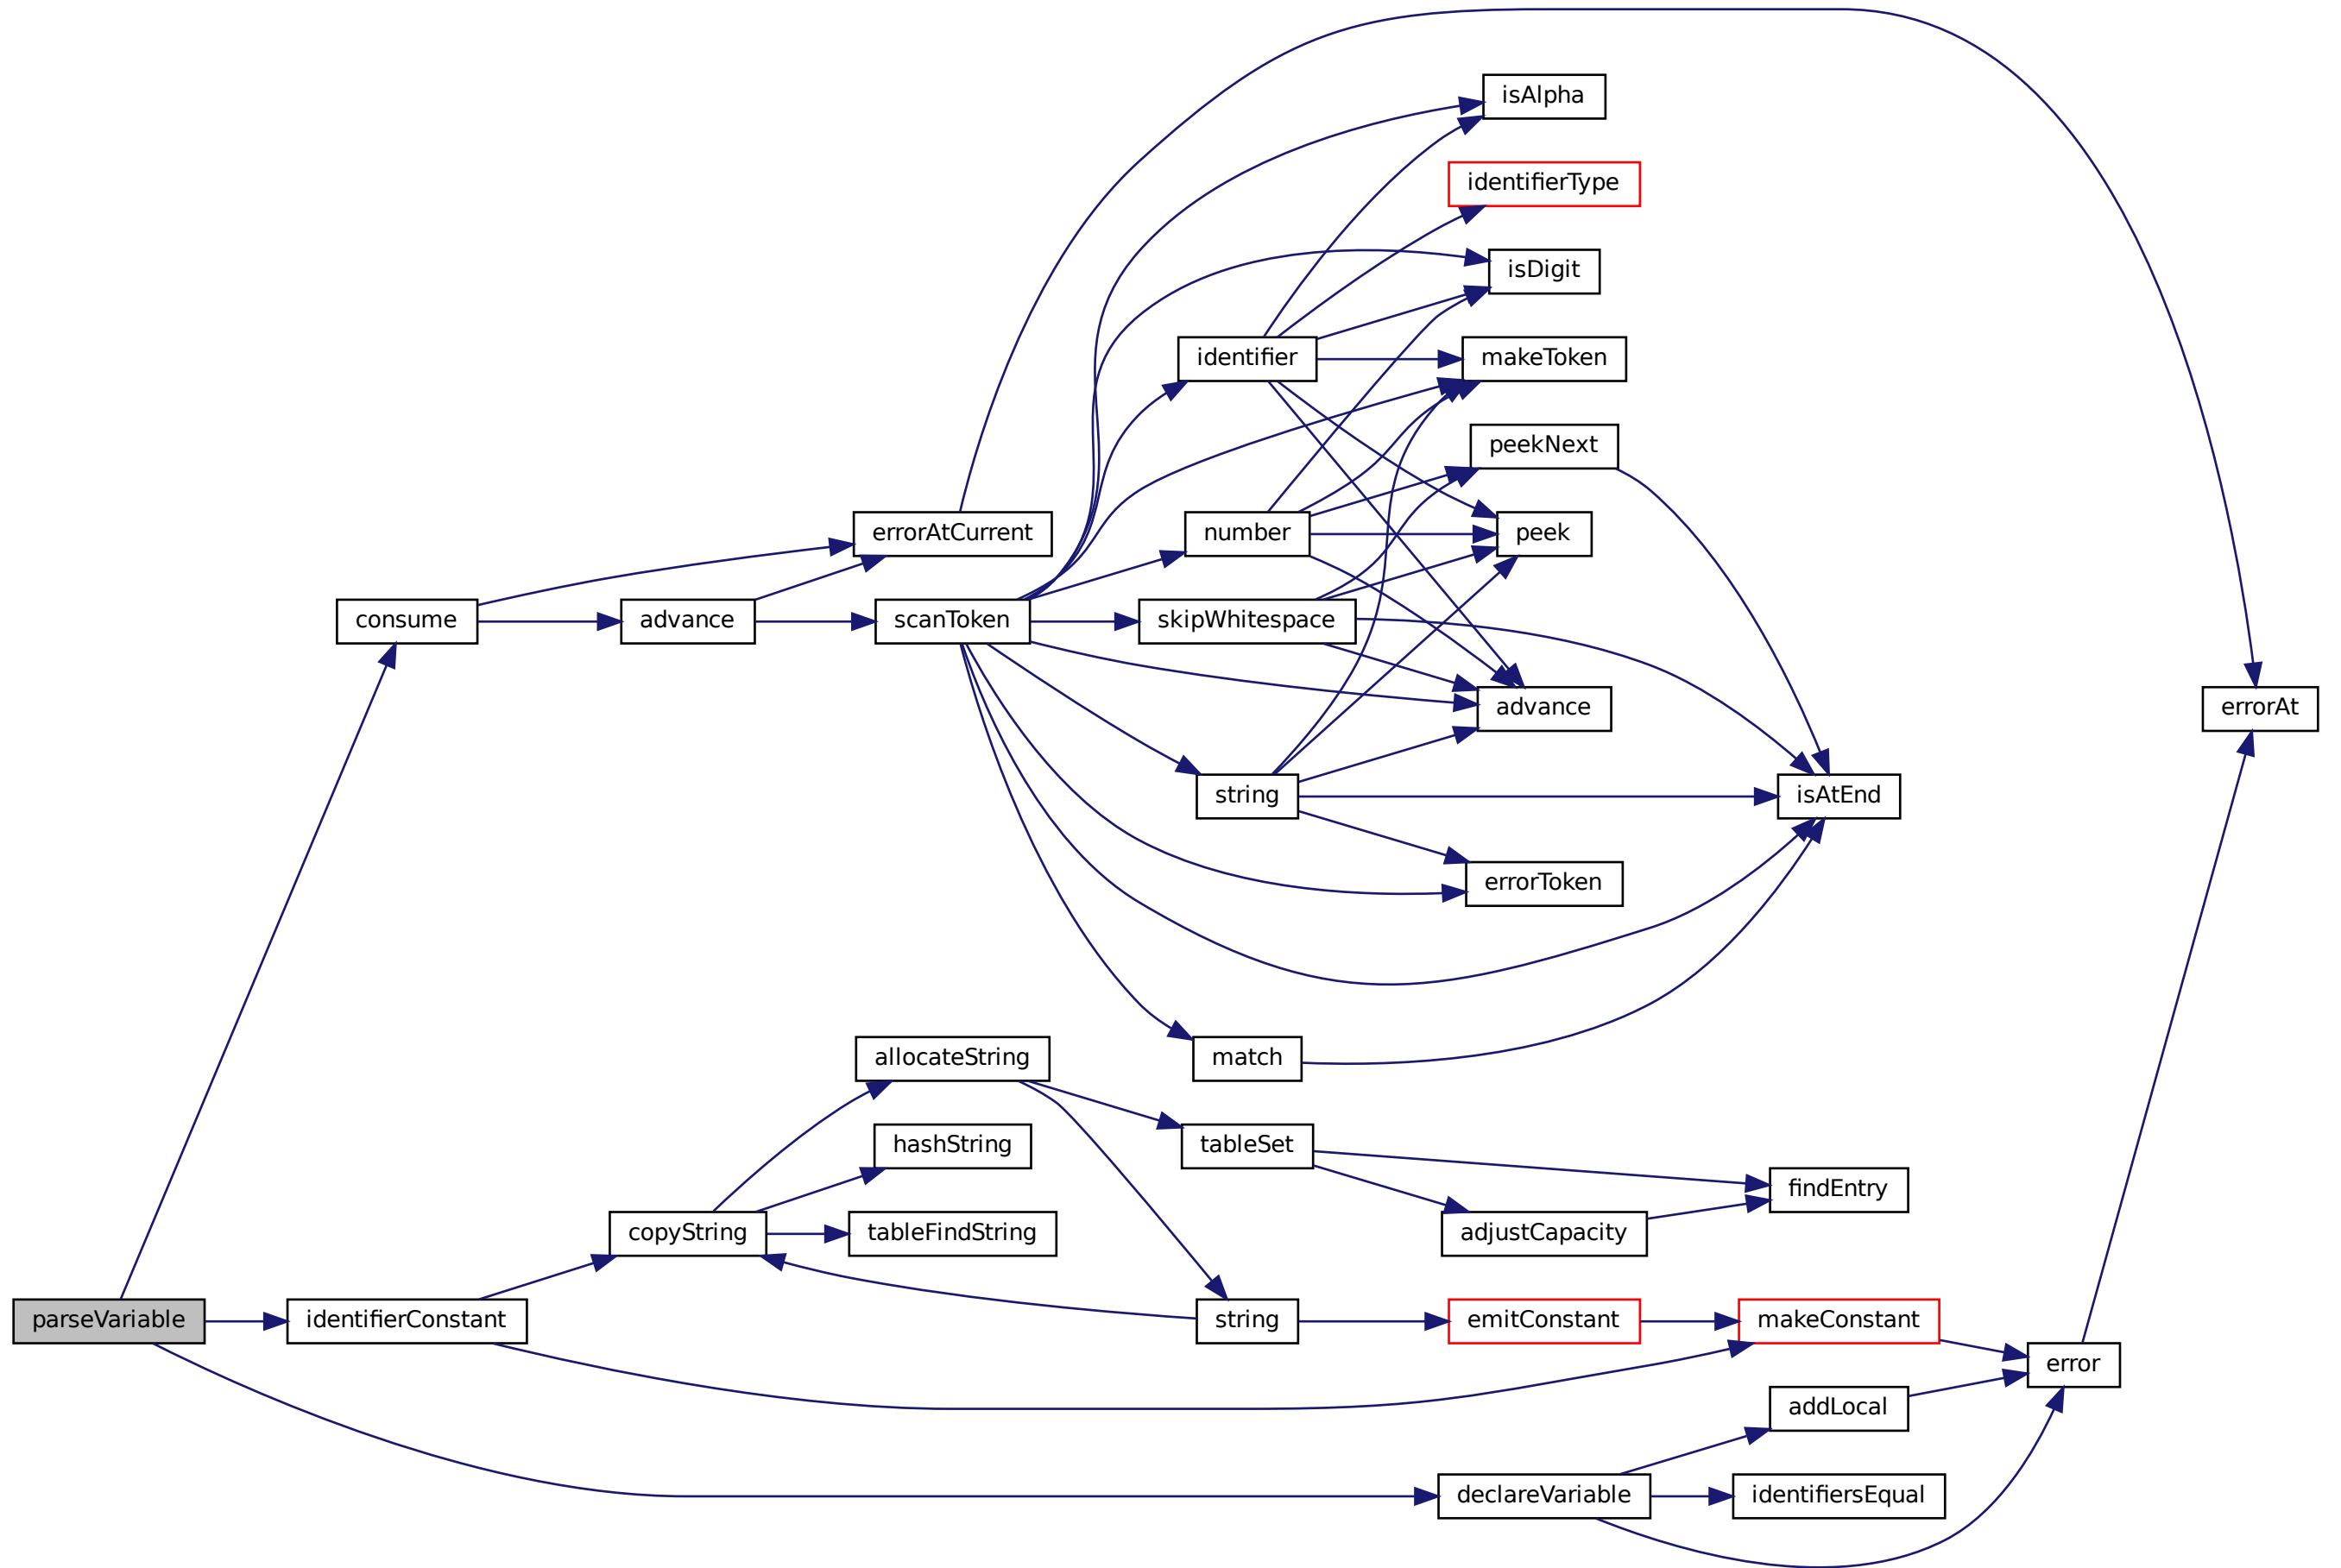 isAlpha
identifierType
isDigit
identifier
makeToken
peekNext
errorAtCurrent
number
peek
consume
advance
scanToken
skipWhitespace
advance
errorAt
string
isAtEnd
errorToken
allocateString
match
hashString
tableSet
findEntry
copyString
tableFindString
adjustCapacity
parseVariable
identifierConstant
string
emitConstant
makeConstant
error
addLocal
declareVariable
identifiersEqual